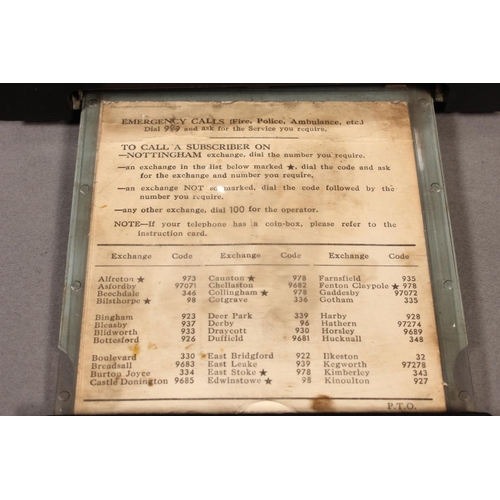 EMERGENCY CALLS (Fire, Police, Ambulance, etc.)
Dial 999 and ask for the Service you require.
TO CALL A SUBSCRIBER ON
—NOTTINGHAM exchange, dial the number you require.
—an exchange in the list below marked ★, dial the code and ask
for the exchange and number you require.
—an exchange NOT so marked, dial the code followed by the
number you require.
—any other exchange, dial 100 for the operator.
NOTE—If your telephone has a coin-box, please refer to the
instruction card.
Exchange Code Exchange Code Exchange Code
Alfreton ★ 973 Caunton ★ 978 Farnsfield 935
Asfordby 97071 Chellaston 9682 Fenton Claypole ★ 978
Beechdale 346 Collingham ★ 978 Gaddesby 97072
Bilsthorpe ★ 98 Cotgrave 336 Gotham 335
Bingham 923 Deer Park 339 Harby 928
Bleasby 937 Derby 96 Hathern 97274
Blidworth 933 Draycott 930 Horsley 9689
Bottesford 926 Duffield 9681 Hucknall 348
Boulevard 330 East Bridgford 922 Ilkeston 32
Breadsall 9683 East Leake 939 Kegworth 97278
Burton Joyce 334 East Stoke ★ 978 Kimberley 343
Castle Donington 9685 Edwinstowe ★ 98 Kinoulton 927
P.T.O.